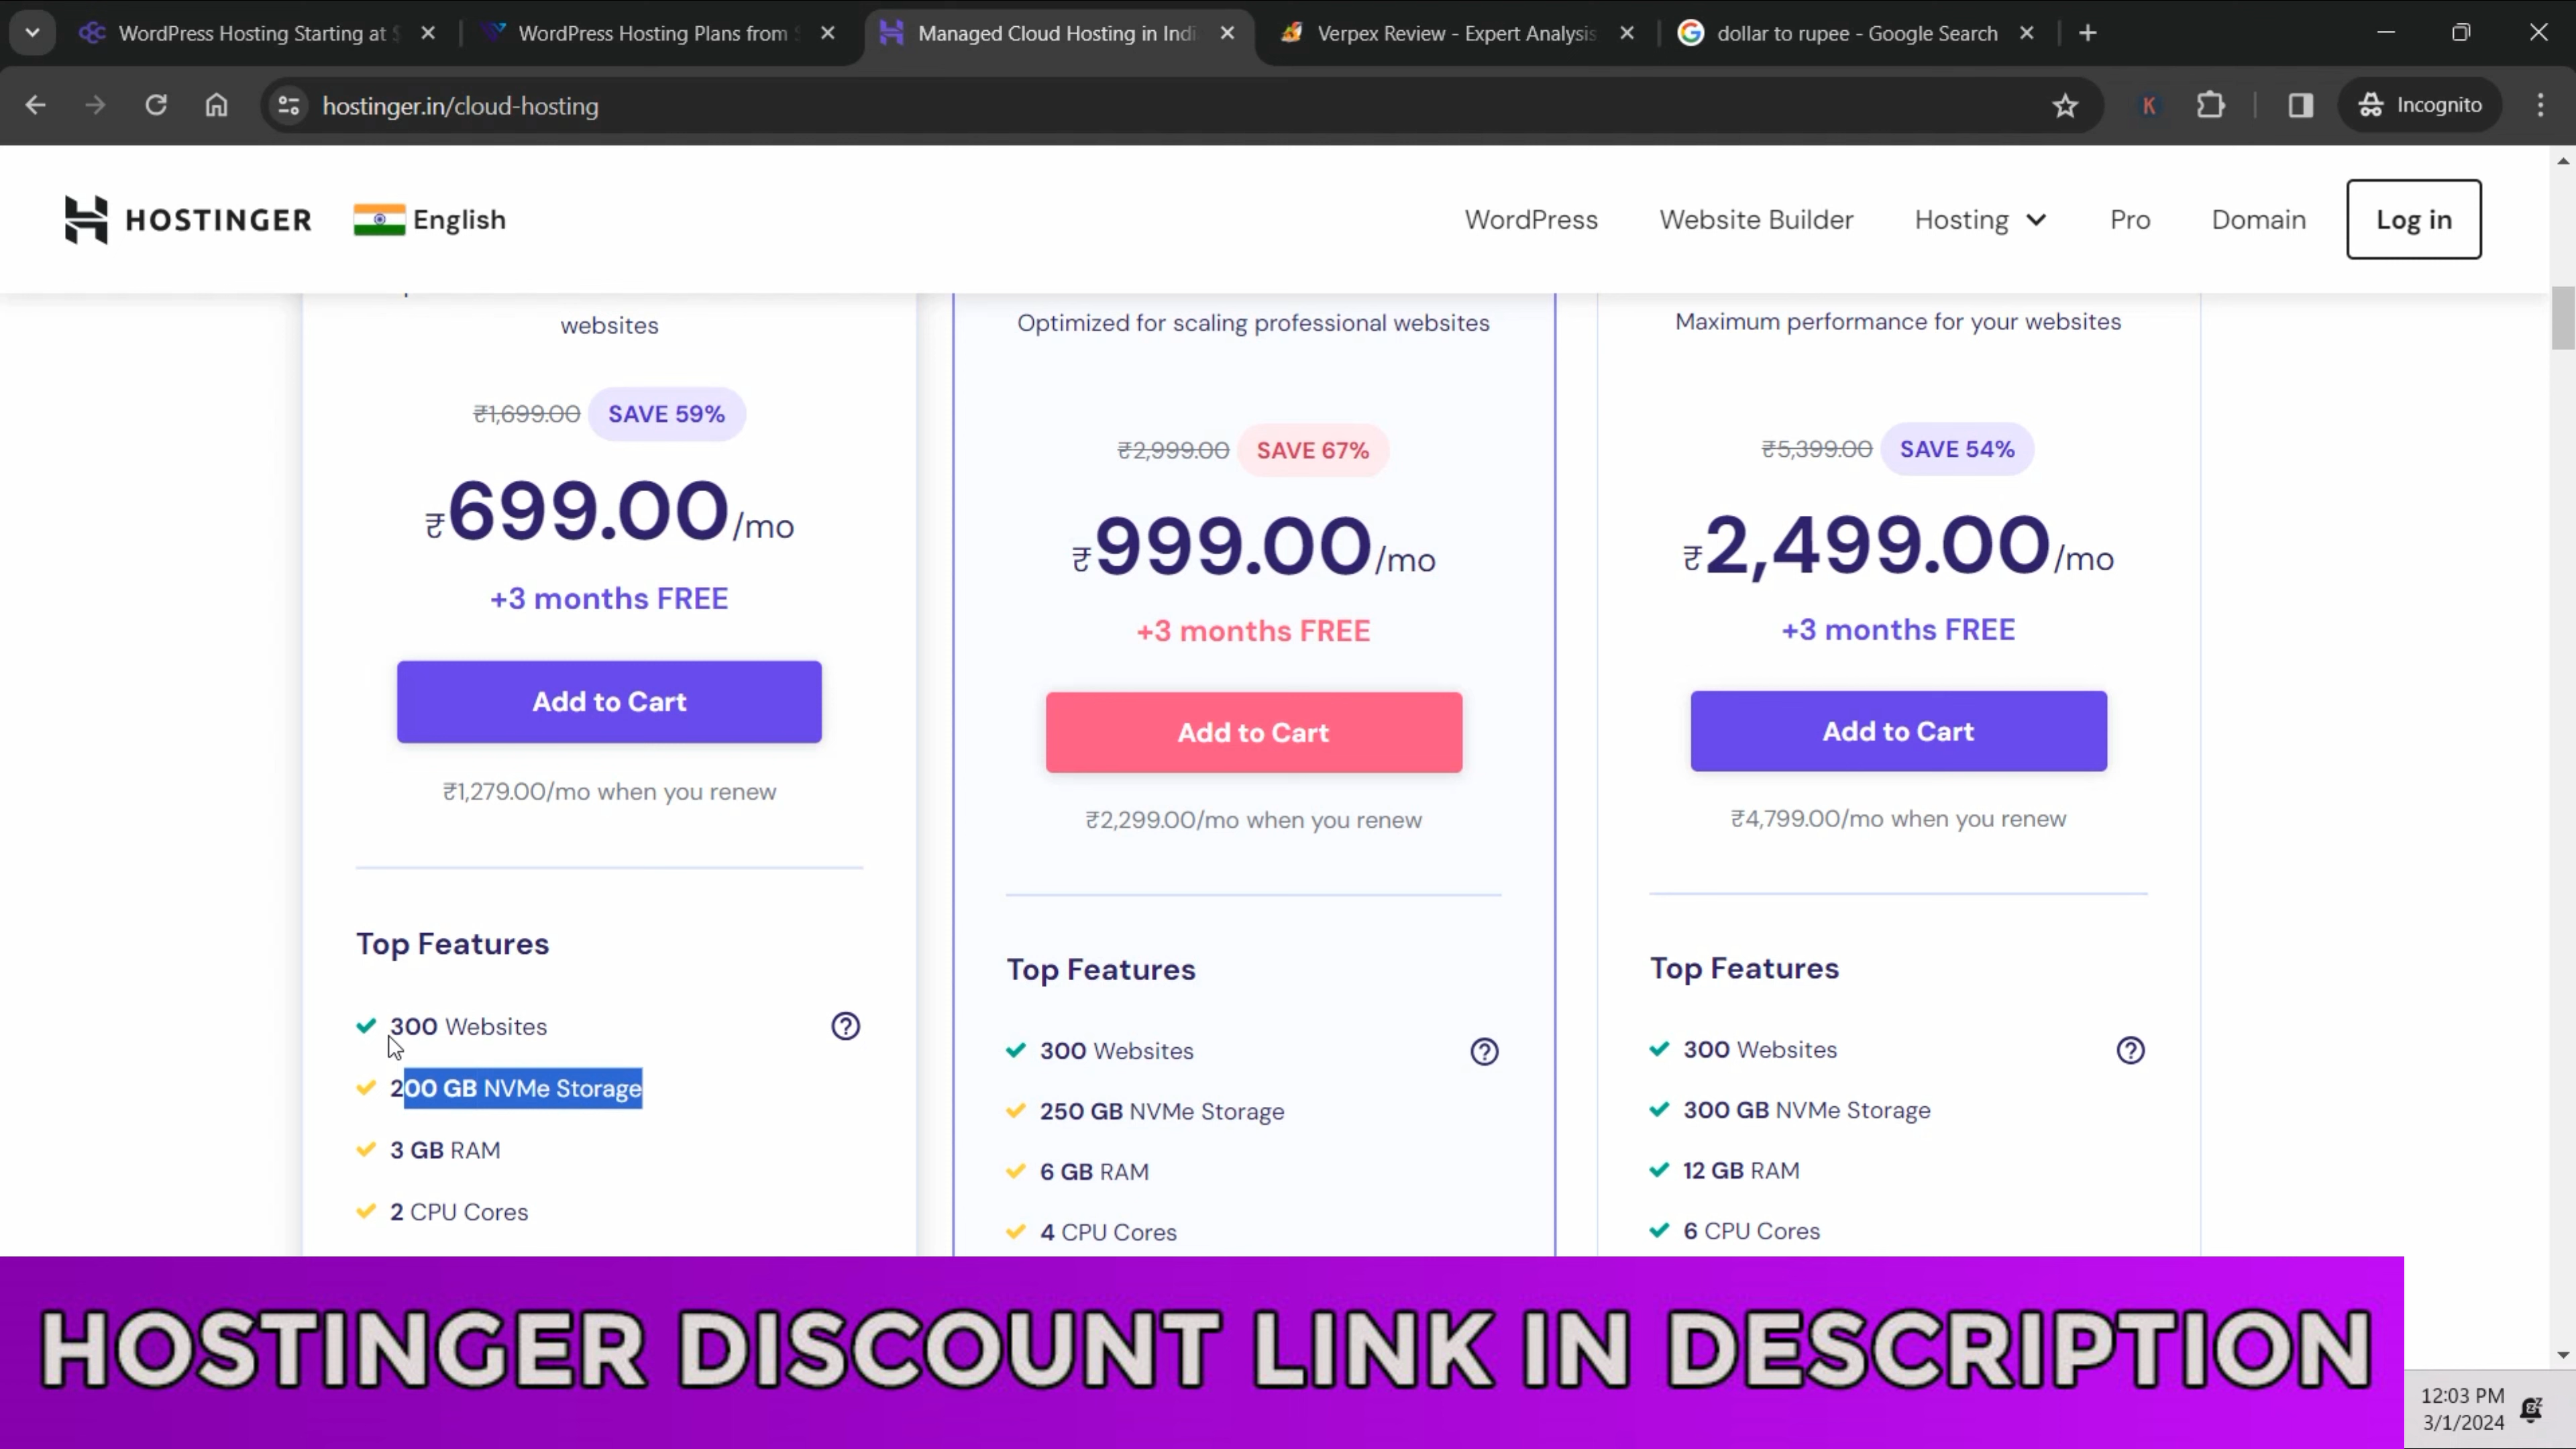 WordPress Hosting Starting at
WordPress Hosting Plans from
Managed Cloud Hosting in Indi
Verpex Review - Expert Analysis
dollar to rupee - Google Search
hostinger.in/cloud-hosting
K
Incognito
HOSTINGER
English
WordPress
Website Builder
Hosting
Pro
Domain
Log in
websites
₹1,699.00 SAVE 59%
₹699.00/mo
+3 months FREE
Add to Cart
₹1,279.00/mo when you renew
Top Features
300 Websites
200 GB NVMe Storage
3 GB RAM
2 CPU Cores
Optimized for scaling professional websites
₹2,999.00 SAVE 67%
₹999.00/mo
+3 months FREE
Add to Cart
₹2,299.00/mo when you renew
Top Features
300 Websites
250 GB NVMe Storage
6 GB RAM
4 CPU Cores
Maximum performance for your websites
₹5,399.00 SAVE 54%
₹2,499.00/mo
+3 months FREE
Add to Cart
₹4,799.00/mo when you renew
Top Features
300 Websites
300 GB NVMe Storage
12 GB RAM
6 CPU Cores
HOSTINGER DISCOUNT LINK IN DESCRIPTION
12:03 PM
3/1/2024